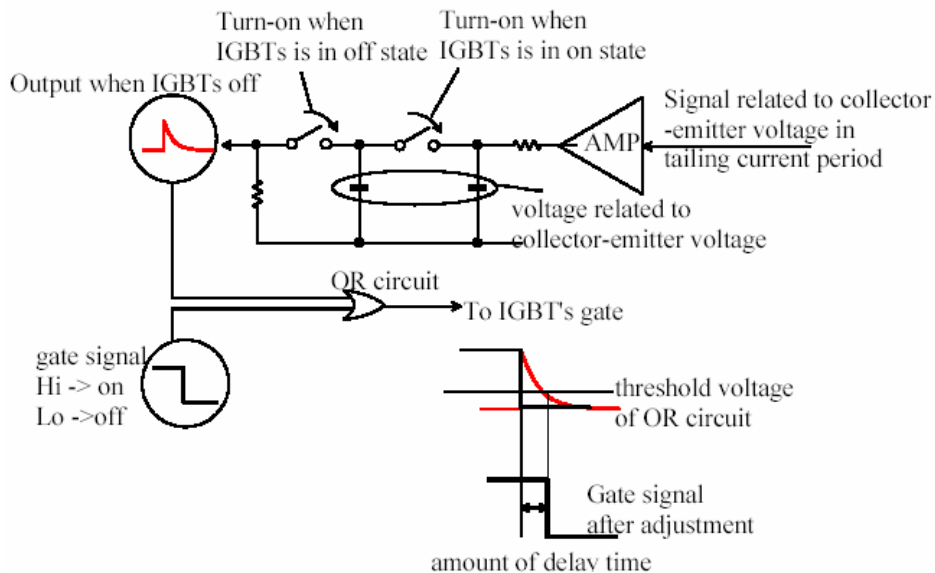 Turn-on when
IGBTs is in off state
Turn-on when
IGBTs is in on state
Output when IGBTs off
AMP
Signal related to collector
-emitter voltage in
tailing current period
voltage related to
collector-emitter voltage
OR circuit
To IGBT's gate
gate signal
Hi -> on
Lo ->off
threshold voltage
of OR circuit
Gate signal
after adjustment
amount of delay time